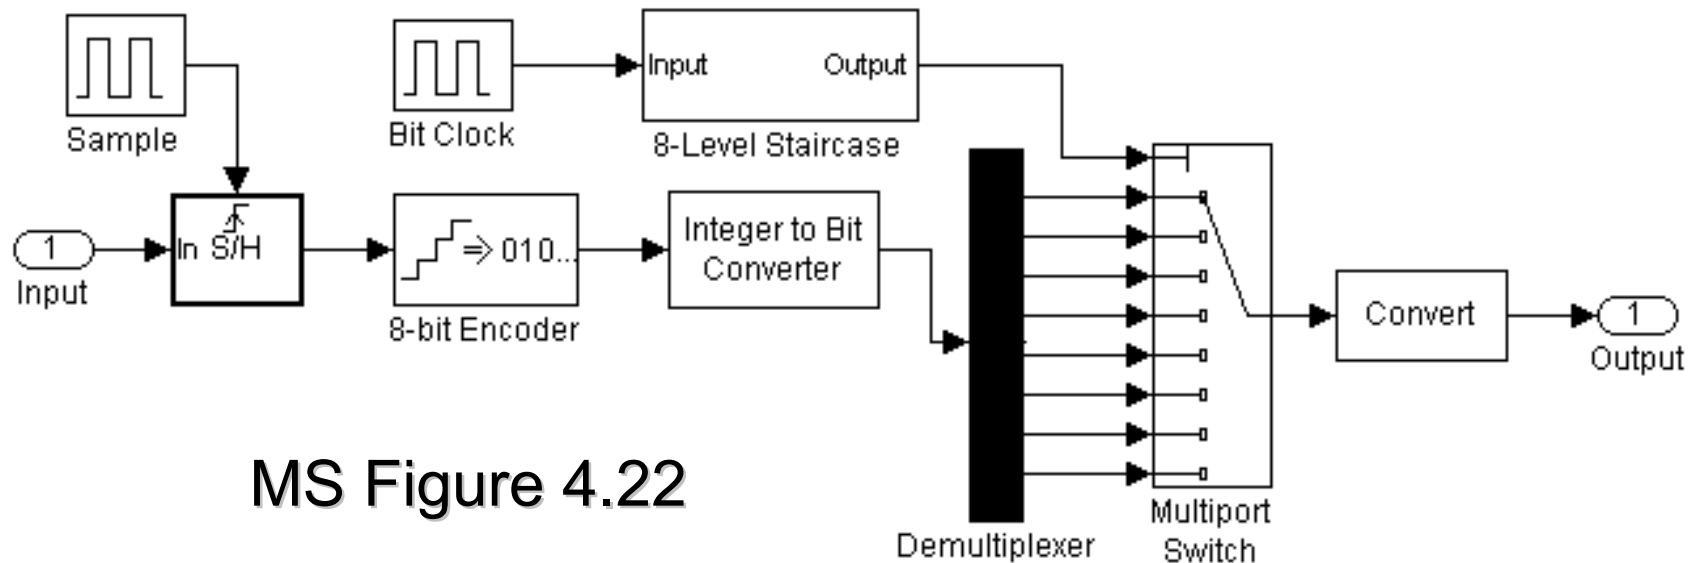 Sample
Bit Clock
Input Output
8-Level Staircase
1
Input
In S/H
010...
8-bit Encoder
Integer to Bit
Converter
Demultiplexer
Multiport
Switch
Convert
1
Output
MS Figure 4.22